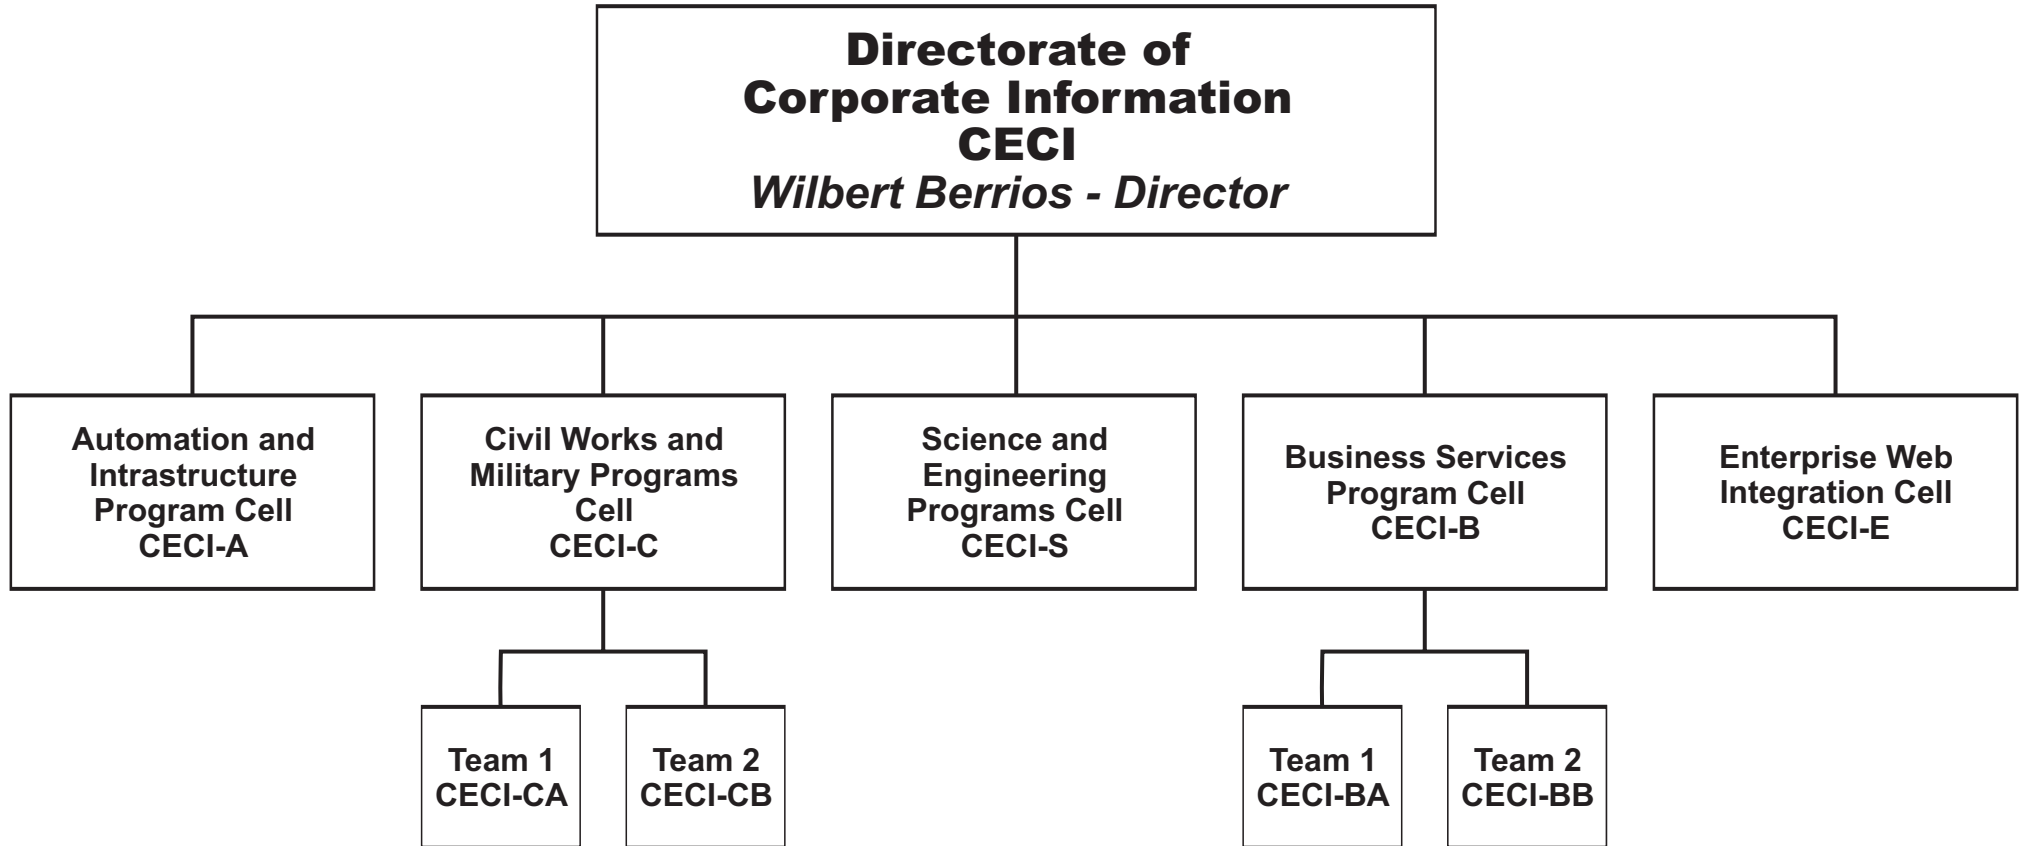 Directorate of
Corporate Information
CECI
Wilbert Berrios - Director
Automation and
Intrastructure
Program Cell
CECI-A
Civil Works and
Military Programs
Cell
CECI-C
Science and
Engineering
Programs Cell
CECI-S
Business Services
Program Cell
CECI-B
Enterprise Web
Integration Cell
CECI-E
Team 1
CECI-CA
Team 2
CECI-CB
Team 1
CECI-BA
Team 2
CECI-BB